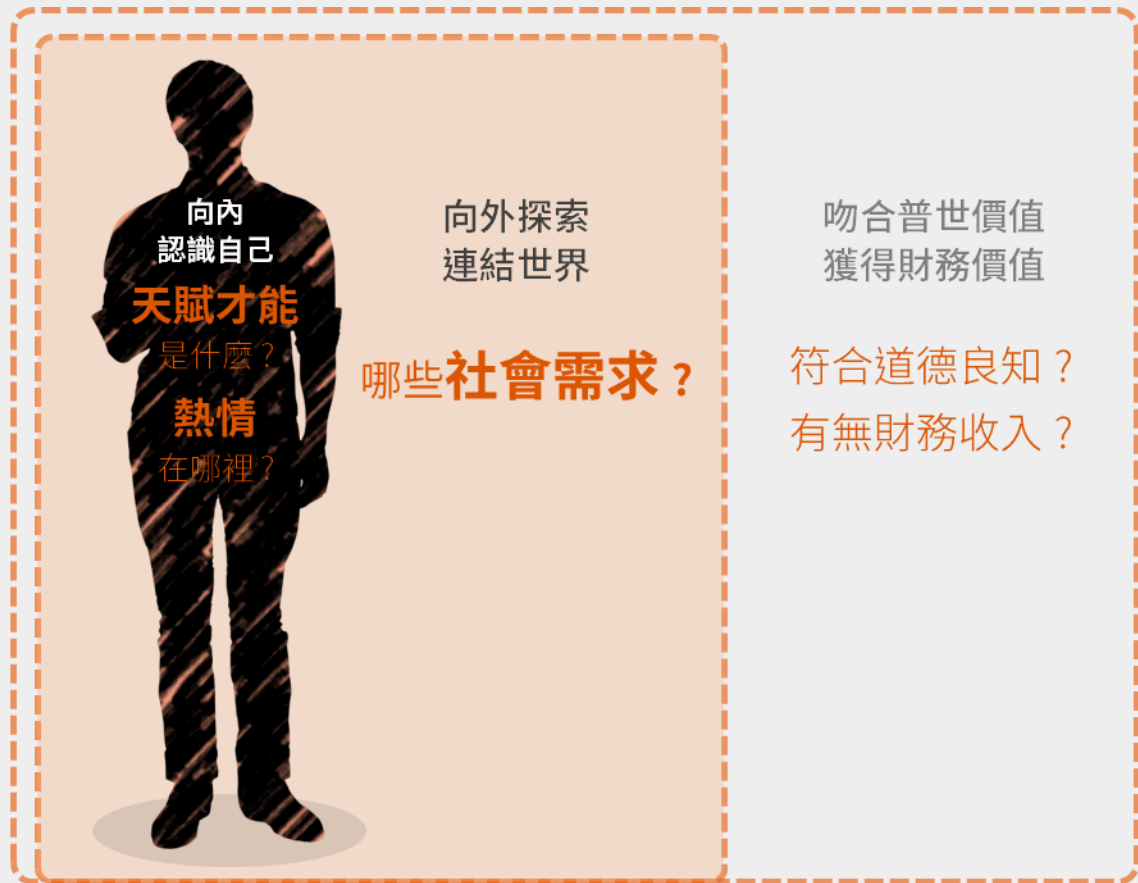 向內
認識自己
天賦才能
是什麼？
熱情
在哪裡？
向外探索
連結世界
哪些社會需求？
吻合普世價值
獲得財務價值
符合道德良知？
有無財務收入？